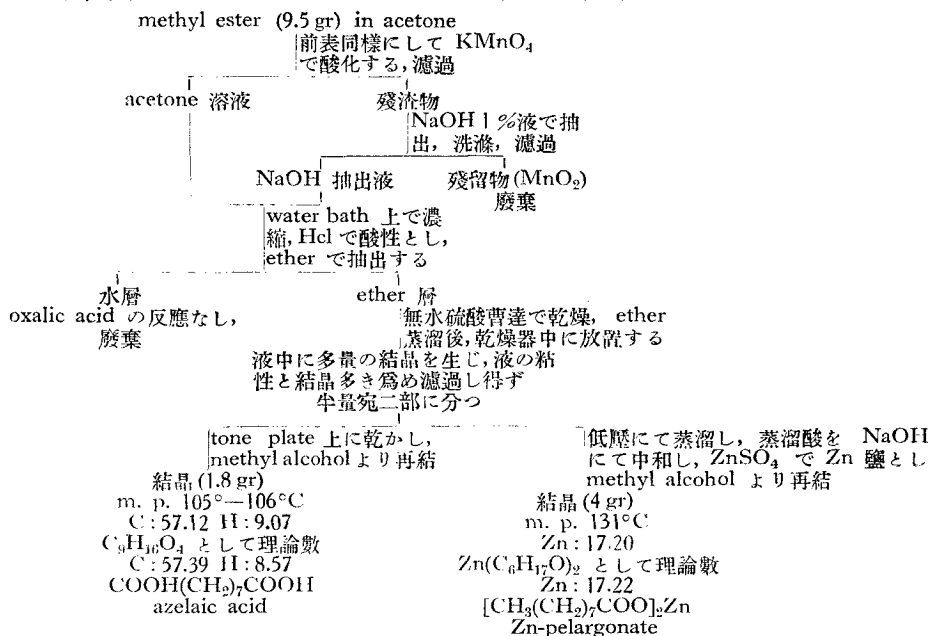 methyl ester (9.5 gr) in acetone
前表同樣にして KMnO₄
で酸化する, 濾過
acetone 溶液
殘渣物
NaOH 1 %液で抽
出, 洗滌, 濾過
NaOH 抽出液
殘留物 (MnO₂)
廢棄
water bath 上で濃
縮, Hcl で酸性とし,
ether で抽出する
水層
oxalic acid の反應なし,
廢棄
ether 層
無水硫酸曹達で乾燥, ether
蒸溜後, 乾燥器中に放置する
液中に多量の結晶を生じ, 液の粘
性と結晶多き爲め濾過し得ず
半量宛二部に分つ
tone plate 上に乾かし,
methyl alcohol より再結
結晶 (1.8 gr)
m. p. 105°—106°C
C : 57.12 H : 9.07
C₉H₁₆O₄ として理論數
C : 57.39 H : 8.57
COOH(CH₂)₇COOH
azelaic acid
低壓にて蒸溜し, 蒸溜酸を NaOH
にて中和し, ZnSO₄ で Zn 鹽とし
methyl alcohol より再結
結晶 (4 gr)
m. p. 131°C
Zn : 17.20
Zn(C₆H₁₇O)₂ として理論數
Zn : 17.22
[CH₃(CH₂)₇COO]₂Zn
Zn-pelargonate